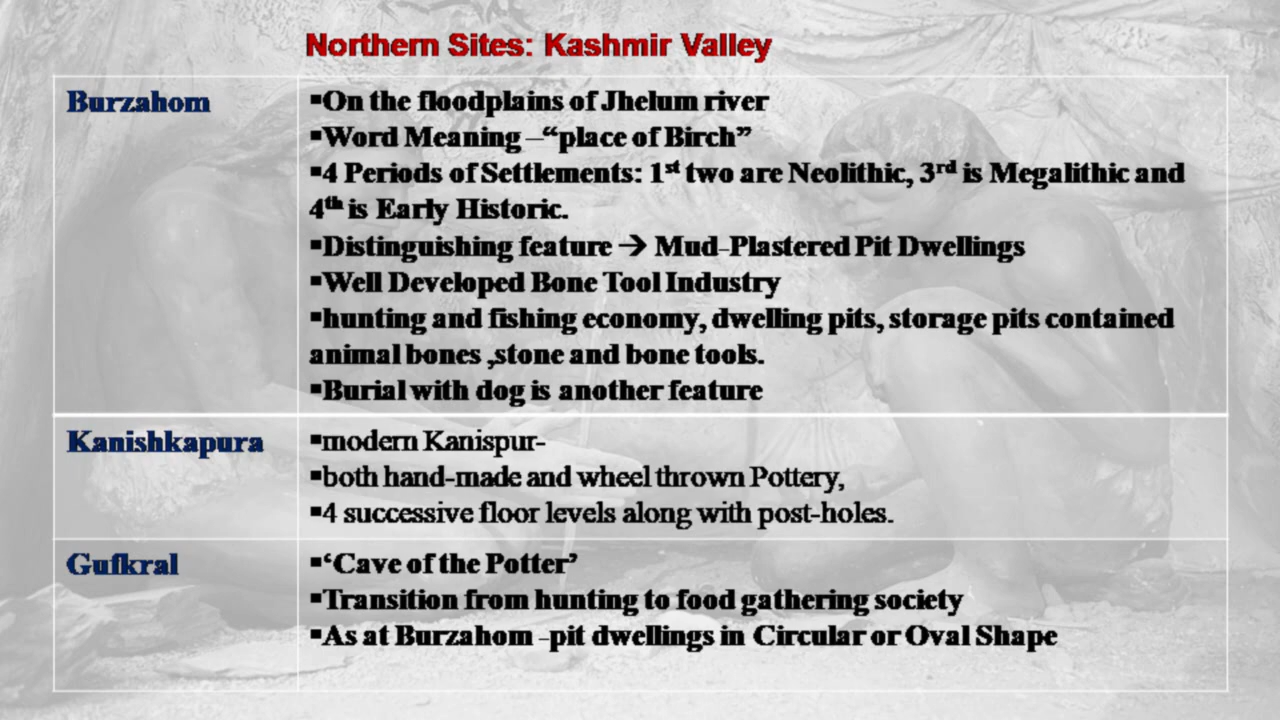 Northern Sites: Kashmir Valley
Burzahom
▪On the floodplains of Jhelum river
▪Word Meaning –“place of Birch”
▪4 Periods of Settlements: 1st two are Neolithic, 3rd is Megalithic and
4th is Early Historic.
▪Distinguishing feature → Mud-Plastered Pit Dwellings
▪Well Developed Bone Tool Industry
▪hunting and fishing economy, dwelling pits, storage pits contained
animal bones ,stone and bone tools.
▪Burial with dog is another feature
Kanishkapura
▪modern Kanispur-
▪both hand-made and wheel thrown Pottery,
▪4 successive floor levels along with post-holes.
Gufkral
▪‘Cave of the Potter’
▪Transition from hunting to food gathering society
▪As at Burzahom –pit dwellings in Circular or Oval Shape